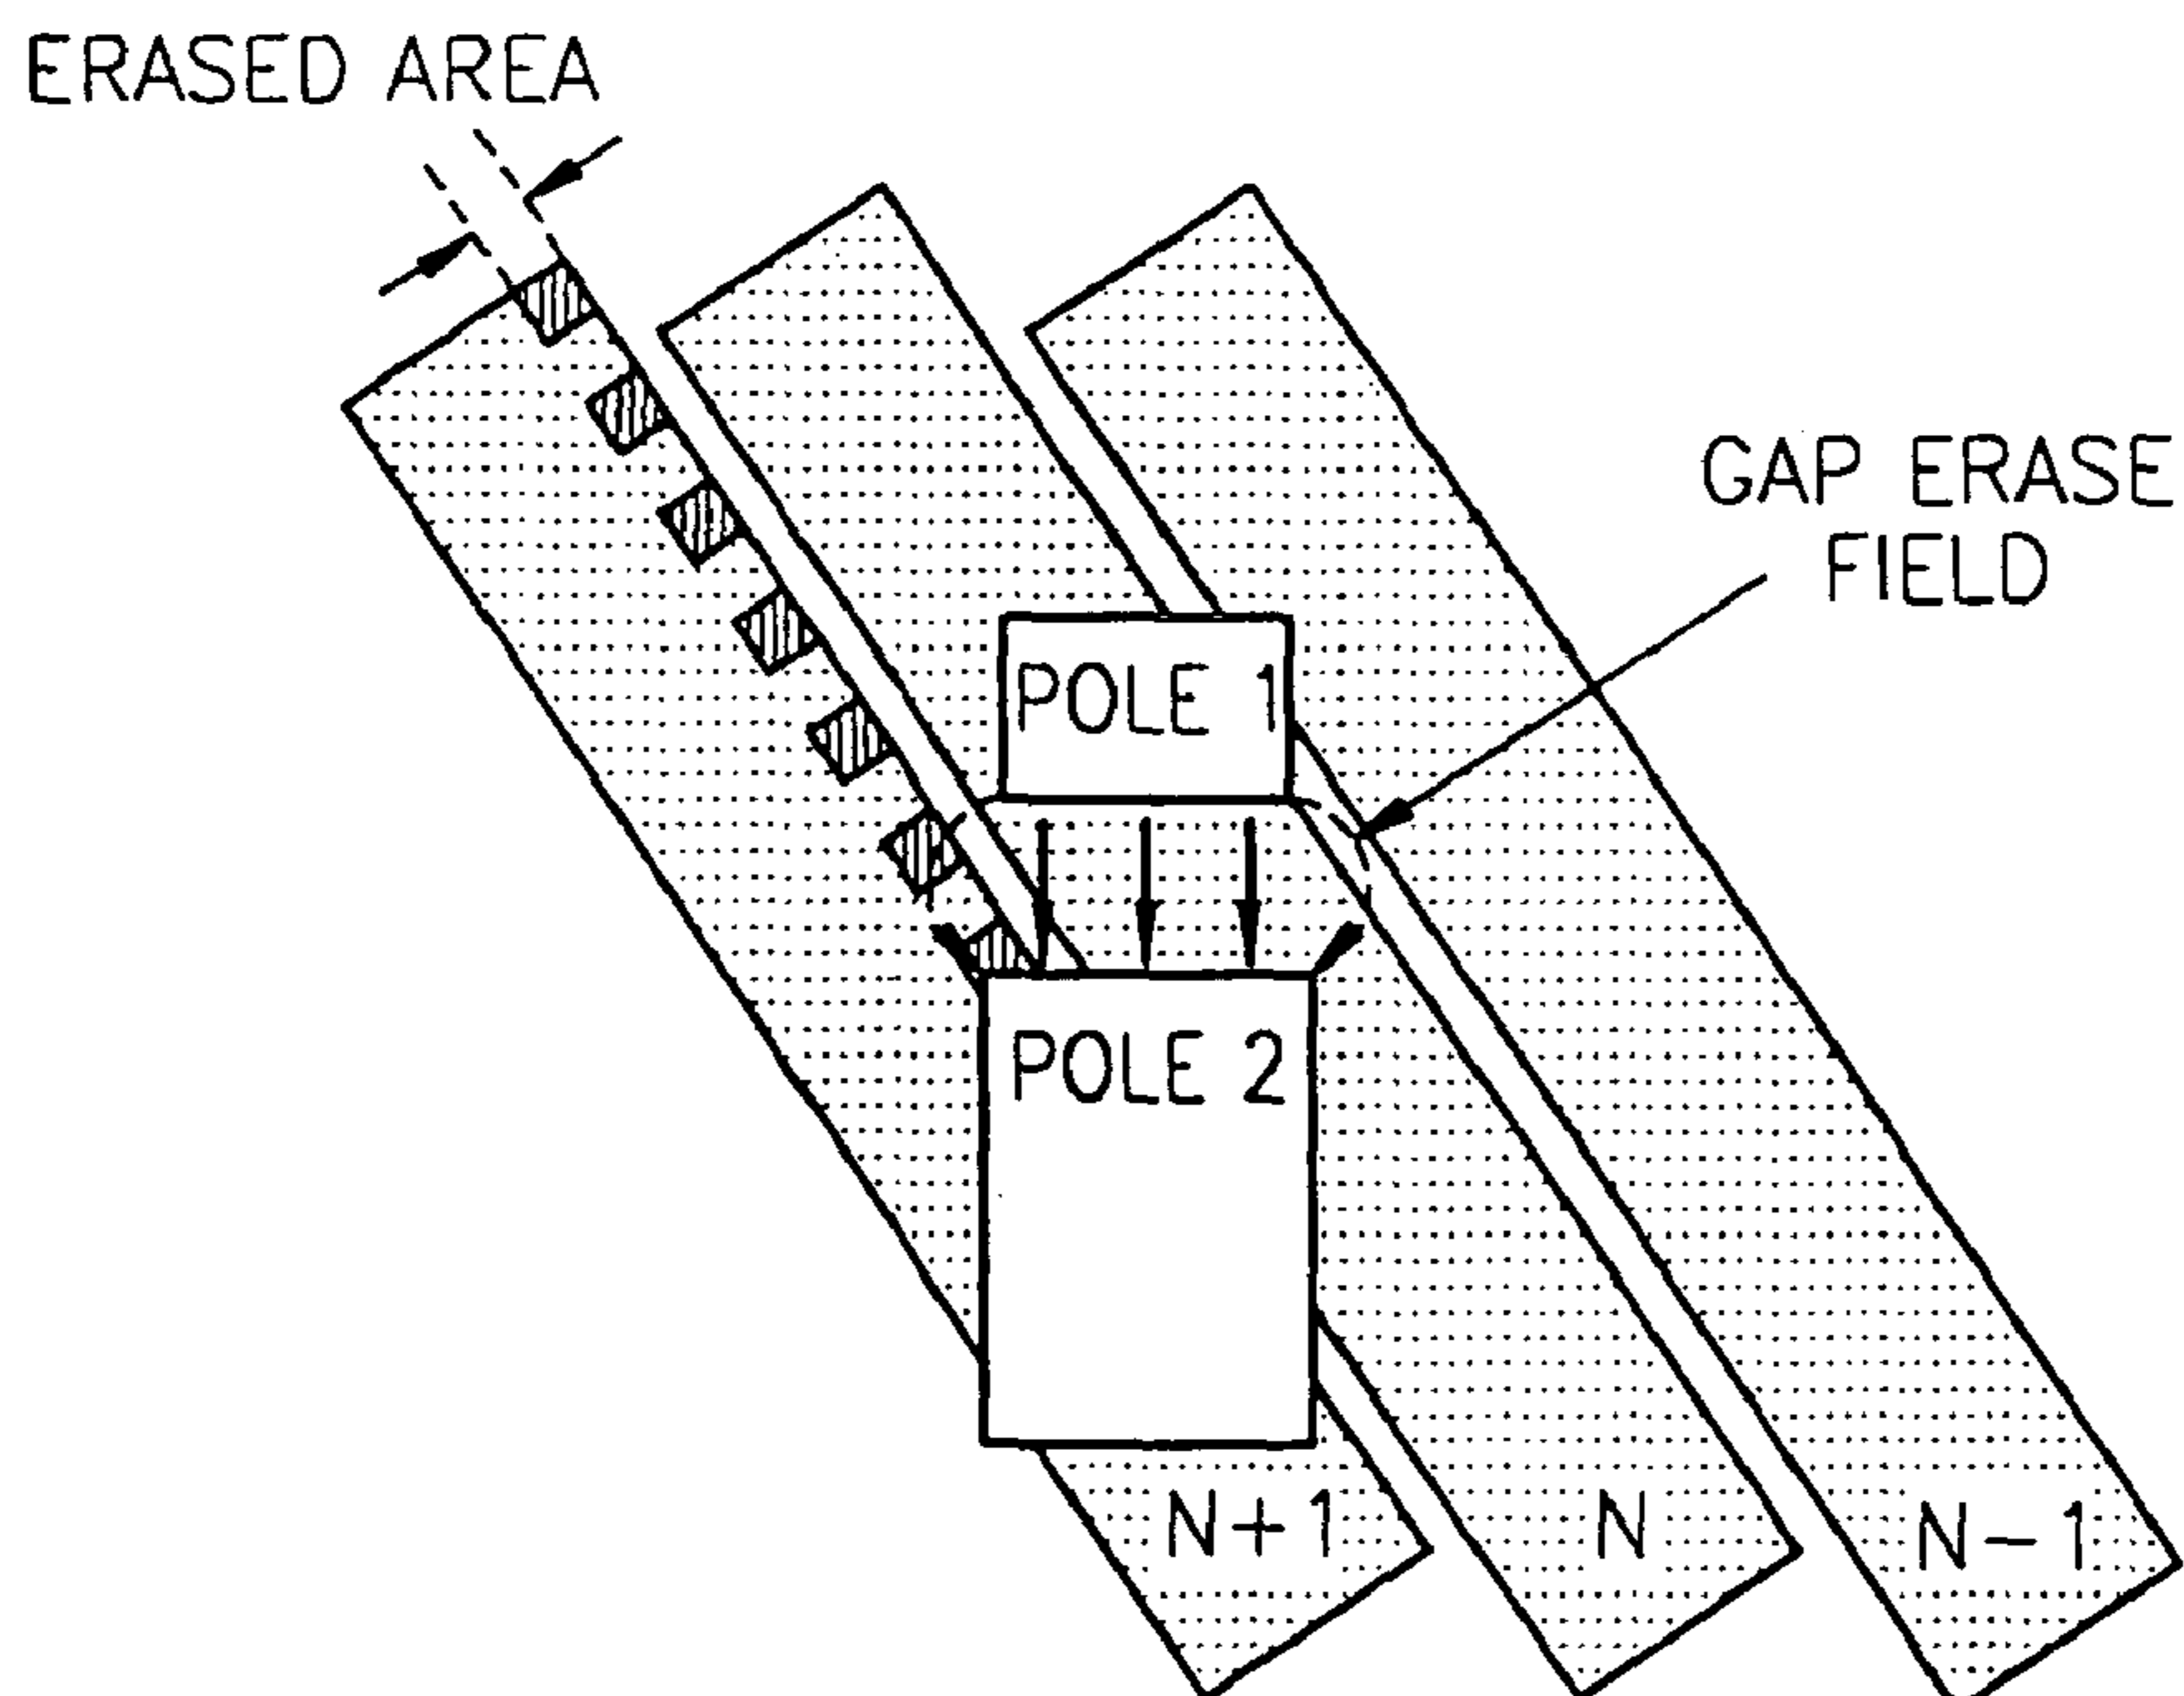 ERASED AREA
GAP ERASE
FIELD
POLE 1
POLE 2
N+1
N
N-1